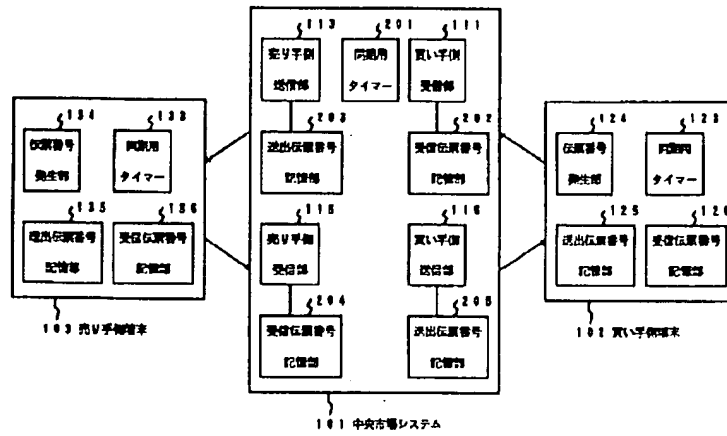 113
201
111
売り手側
送信部
同期用
タイマー
買い手側
受信部
134
133
伝票番号
発生部
同期用
タイマー
203
202
送出伝票番号
記憶部
受信伝票番号
記憶部
124
123
伝票番号
発生部
同期用
タイマー
135
136
送出伝票番号
記憶部
受信伝票番号
記憶部
115
116
売り手側
受信部
買い手側
送信部
125
126
送出伝票番号
記憶部
受信伝票番号
記憶部
204
205
受信伝票番号
記憶部
送出伝票番号
記憶部
103 売り手側端末
102 買い手側端末
101 中央市場システム